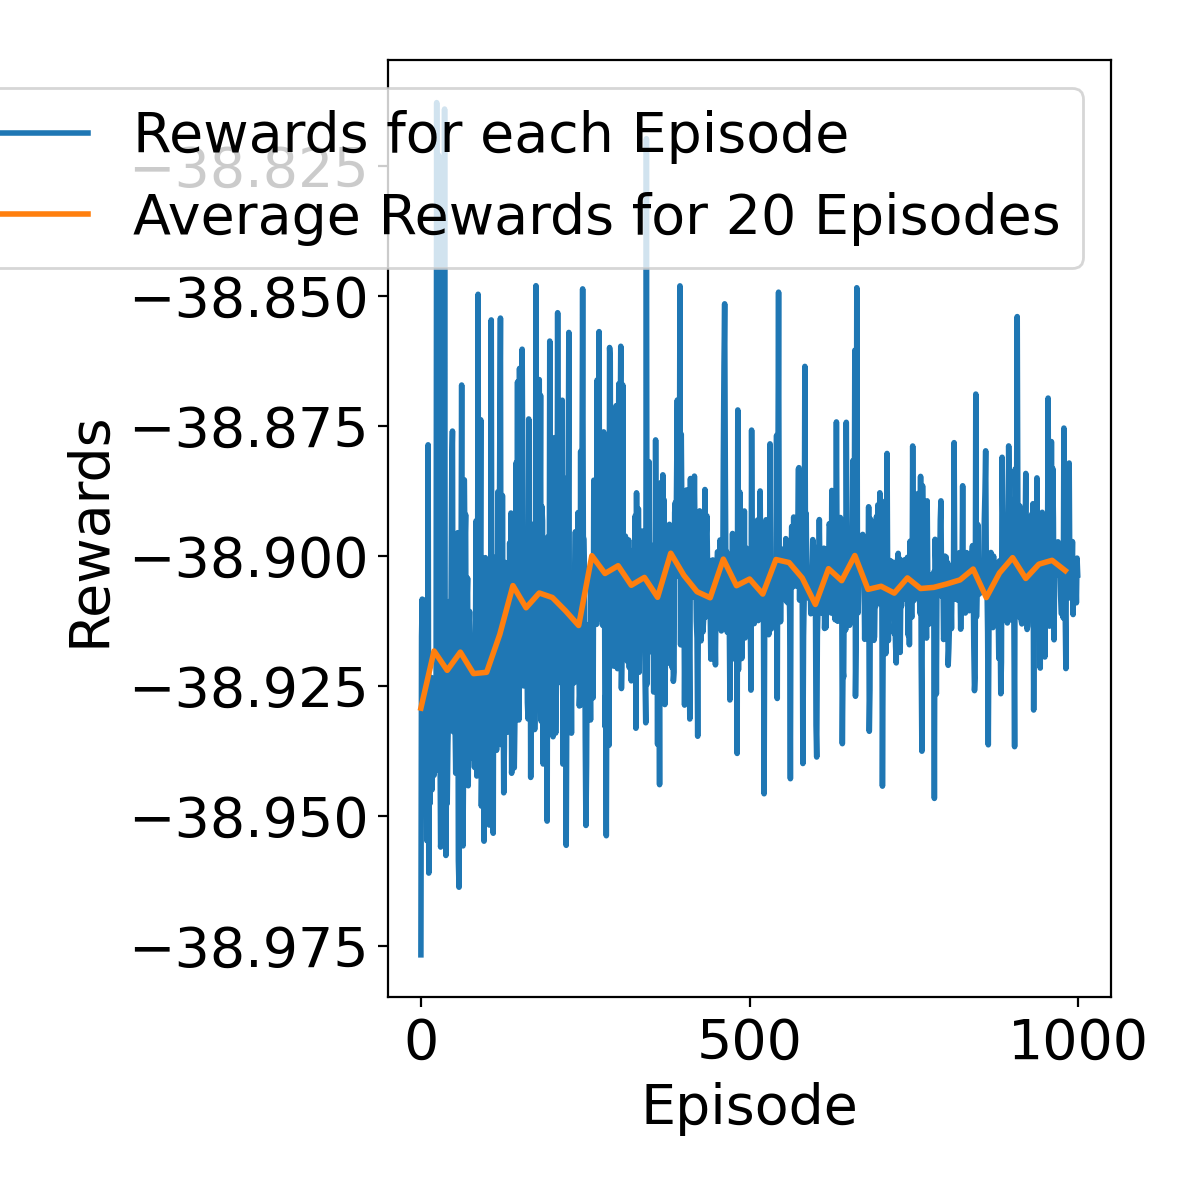 Rewards for each Episode
Average Rewards for 20 Episodes
−38.825
−38.850
−38.875
−38.900
−38.925
−38.950
−38.975
Rewards
0 500 1000
Episode